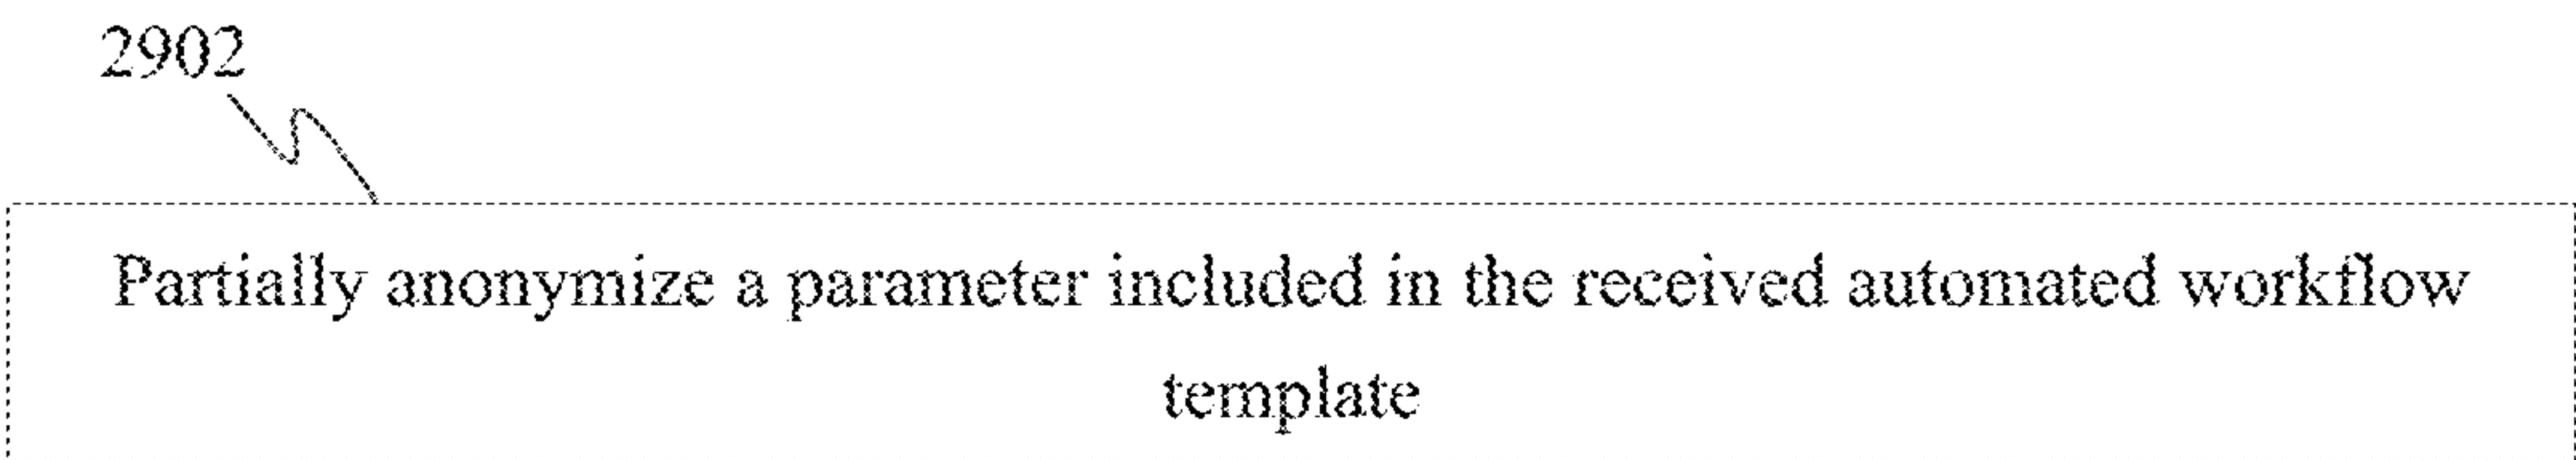 2902
Partially anonymize a parameter included in the received automated workflow
template